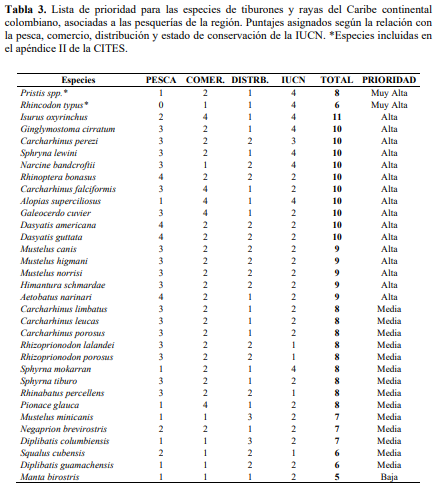 Tabla 3. Lista de prioridad para las especies de tiburones y rayas del Caribe continental
colombiano, asociadas a las pesquerías de la región. Puntajes asignados según la relación con
la pesca, comercio, distribución y estado de conservación de la IUCN. *Especies incluidas en
el apéndice II de la CITES.
Especies PESCA COMER. DISTRB. IUCN TOTAL PRIORIDAD
Pristis spp.* 1 2 1 4 8 Muy Alta
Rhincodon typus* 0 1 1 4 6 Muy Alta
Isurus oxyrinchus 2 4 1 4 11 Alta
Ginglymostoma cirratum 3 2 1 4 10 Alta
Carcharhinus perezi 3 2 2 3 10 Alta
Sphryna lewini 3 2 1 4 10 Alta
Narcine bandcroftii 3 1 2 4 10 Alta
Rhinoptera bonasus 4 2 2 2 10 Alta
Carcharhinus falciformis 3 4 1 2 10 Alta
Alopias superciliosus 1 4 1 4 10 Alta
Galeocerdo cuvier 3 4 1 2 10 Alta
Dasyatis americana 4 2 2 2 10 Alta
Dasyatis guttata 4 2 2 2 10 Alta
Mustelus canis 3 2 2 2 9 Alta
Mustelus higmani 3 2 2 2 9 Alta
Mustelus norrisi 3 2 2 2 9 Alta
Himantura schmardae 3 2 2 2 9 Alta
Aetobatus narinari 4 2 1 2 9 Alta
Carcharhinus limbatus 3 2 1 2 8 Media
Carcharhinus leucas 3 2 1 2 8 Media
Carcharhinus porosus 3 2 1 2 8 Media
Rhizoprionodon lalandei 3 2 2 1 8 Media
Rhizoprionodon porosus 3 2 2 1 8 Media
Sphyrna mokarran 1 2 1 4 8 Media
Sphyrna tiburo 3 2 1 2 8 Media
Rhinabatus percellens 3 2 2 1 8 Media
Pionace glauca 1 4 1 2 8 Media
Mustelus minicanis 1 1 3 2 7 Media
Negaprion brevirostris 2 2 1 2 7 Media
Diplibatis columbiensis 1 1 3 2 7 Media
Squalus cubensis 2 1 2 1 6 Media
Diplibatis guamachensis 1 1 2 2 6 Media
Manta birostris 1 1 1 2 5 Baja